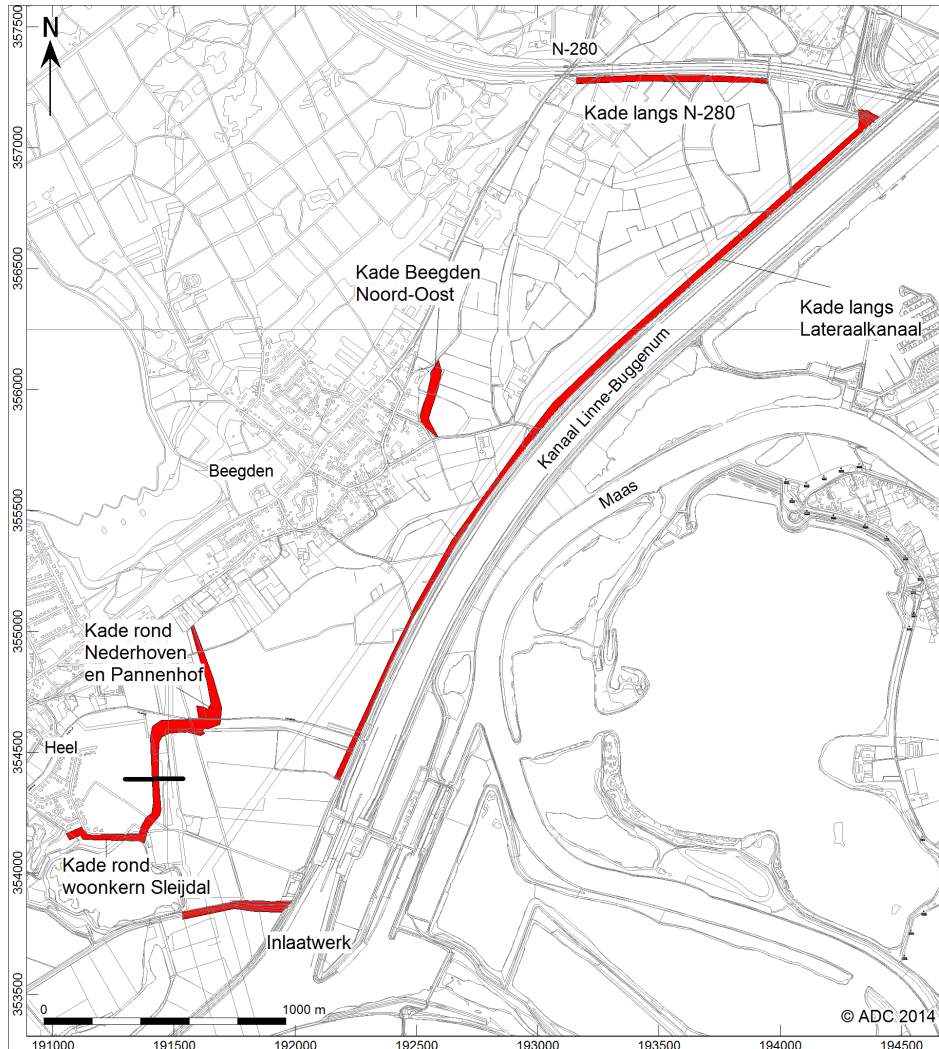 N
N-280
Kade langs N-280
Kade Beegden
Noord-Oost
Kade langs
Lateraalkanaal
Kanaal Linne-Buggenum
Maas
Beegden
Kade rond
Nederhoven
en Pannenhof
Heel
Kade rond
woonkern Sleijdal
Inlaatwerk
0
1000 m
© ADC 2014
357500
357000
356500
356000
355500
355000
354500
354000
353500
191000
191500
192000
192500
193000
193500
194000
194500